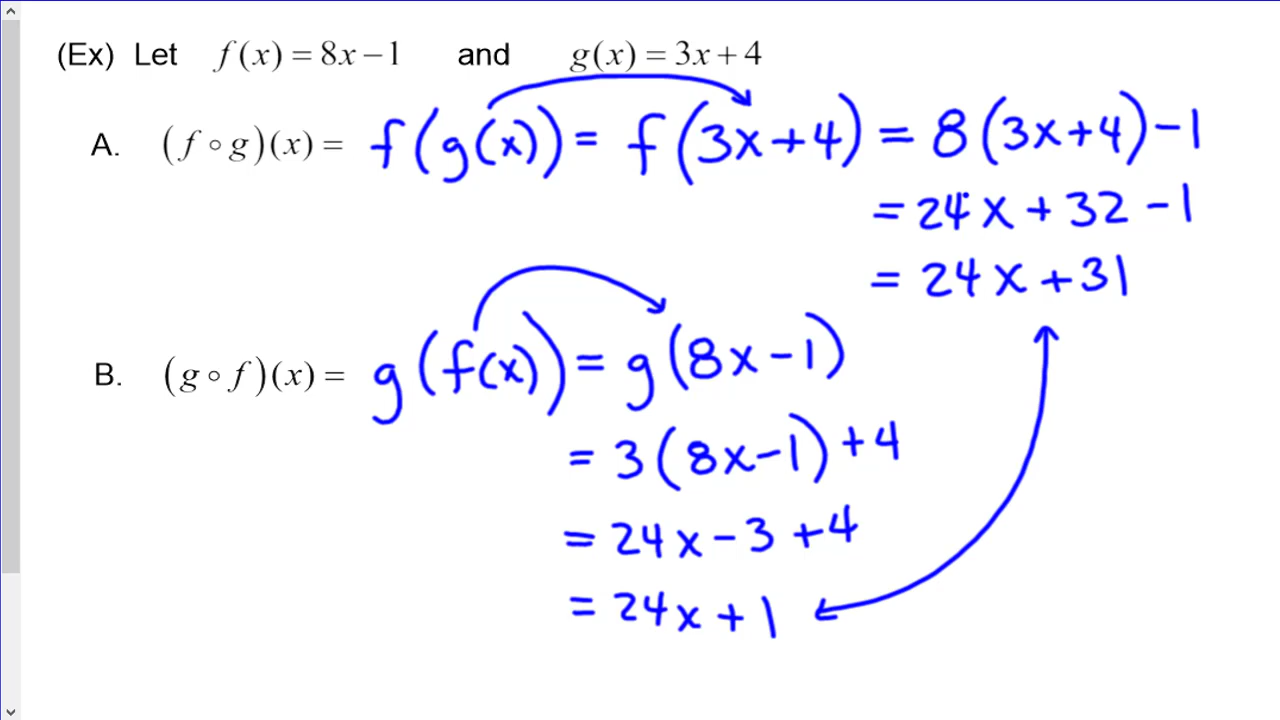 (Ex) Let f(x) = 8x − 1 and g(x) = 3x + 4
A. (f ∘ g)(x) = f(g(x)) = f(3x+4) = 8(3x+4) − 1
= 24x + 32 − 1
= 24x + 31
B. (g ∘ f)(x) = g(f(x)) = g(8x − 1)
= 3(8x−1) + 4
= 24x − 3 + 4
= 24x + 1